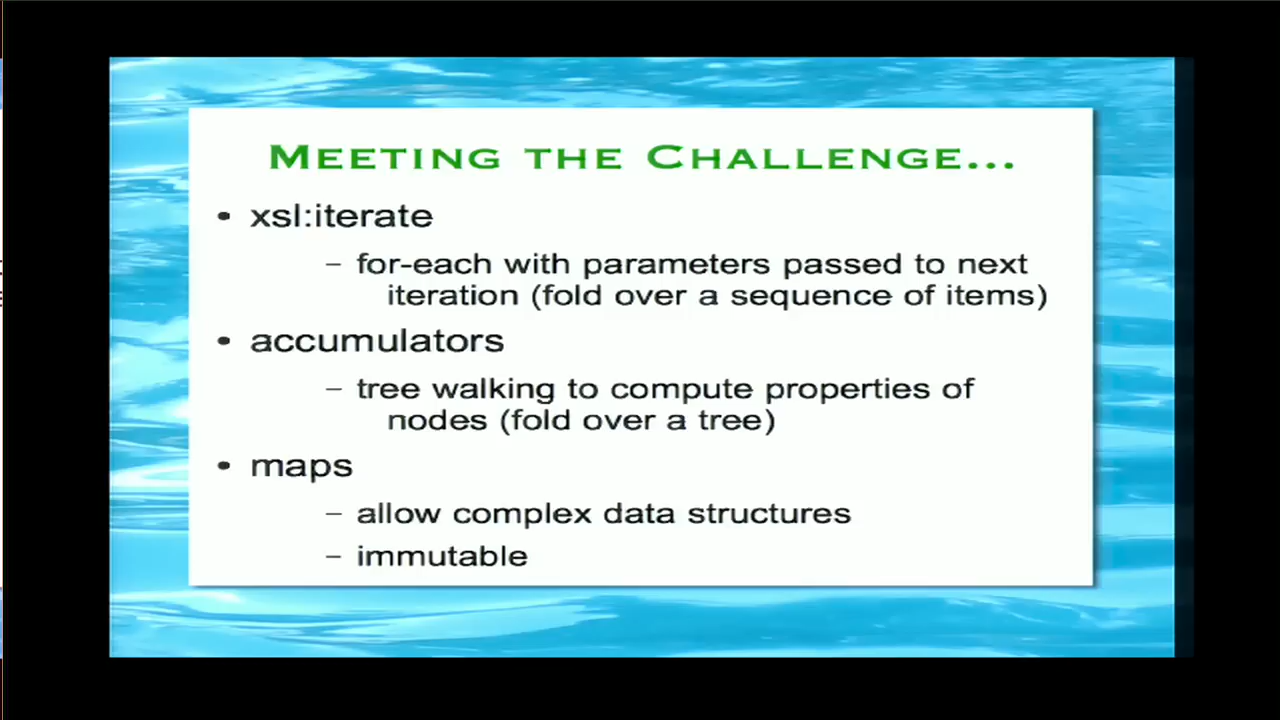 MEETING THE CHALLENGE...
• xsl:iterate
– for-each with parameters passed to next
iteration (fold over a sequence of items)
• accumulators
– tree walking to compute properties of
nodes (fold over a tree)
• maps
– allow complex data structures
– immutable